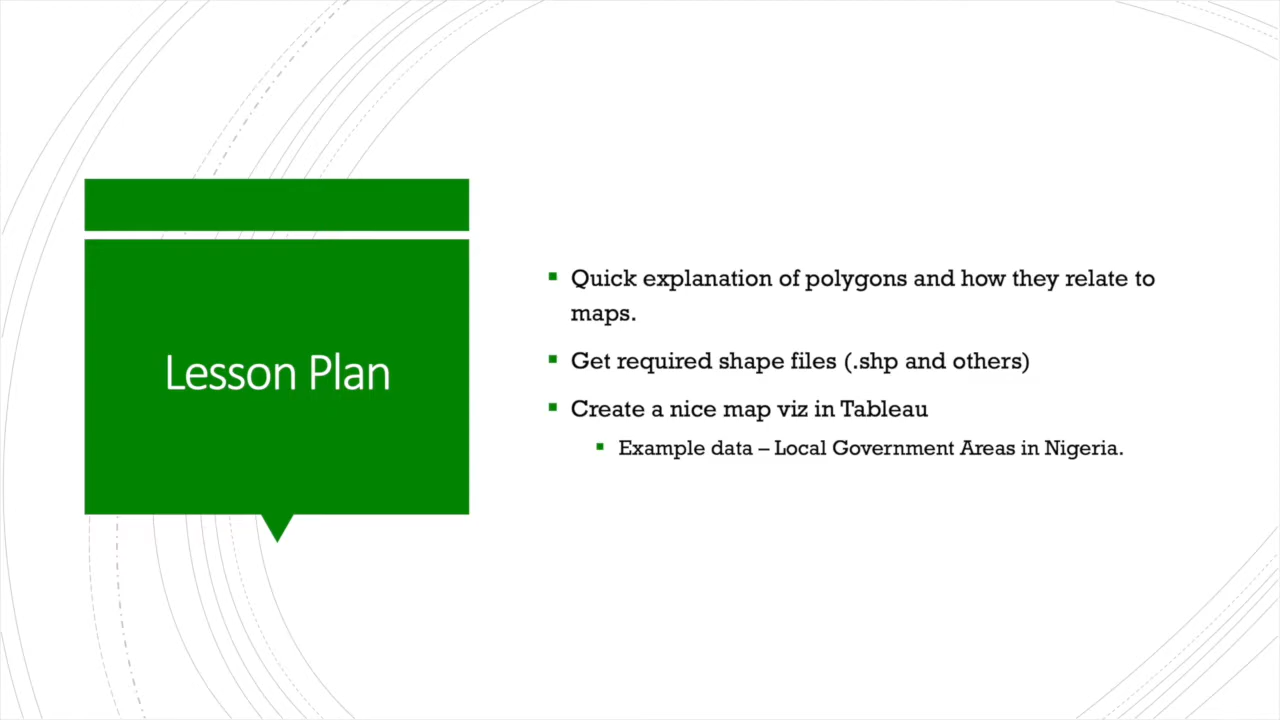 Lesson Plan
Quick explanation of polygons and how they relate to
maps.
Get required shape files (.shp and others)
Create a nice map viz in Tableau
Example data – Local Government Areas in Nigeria.